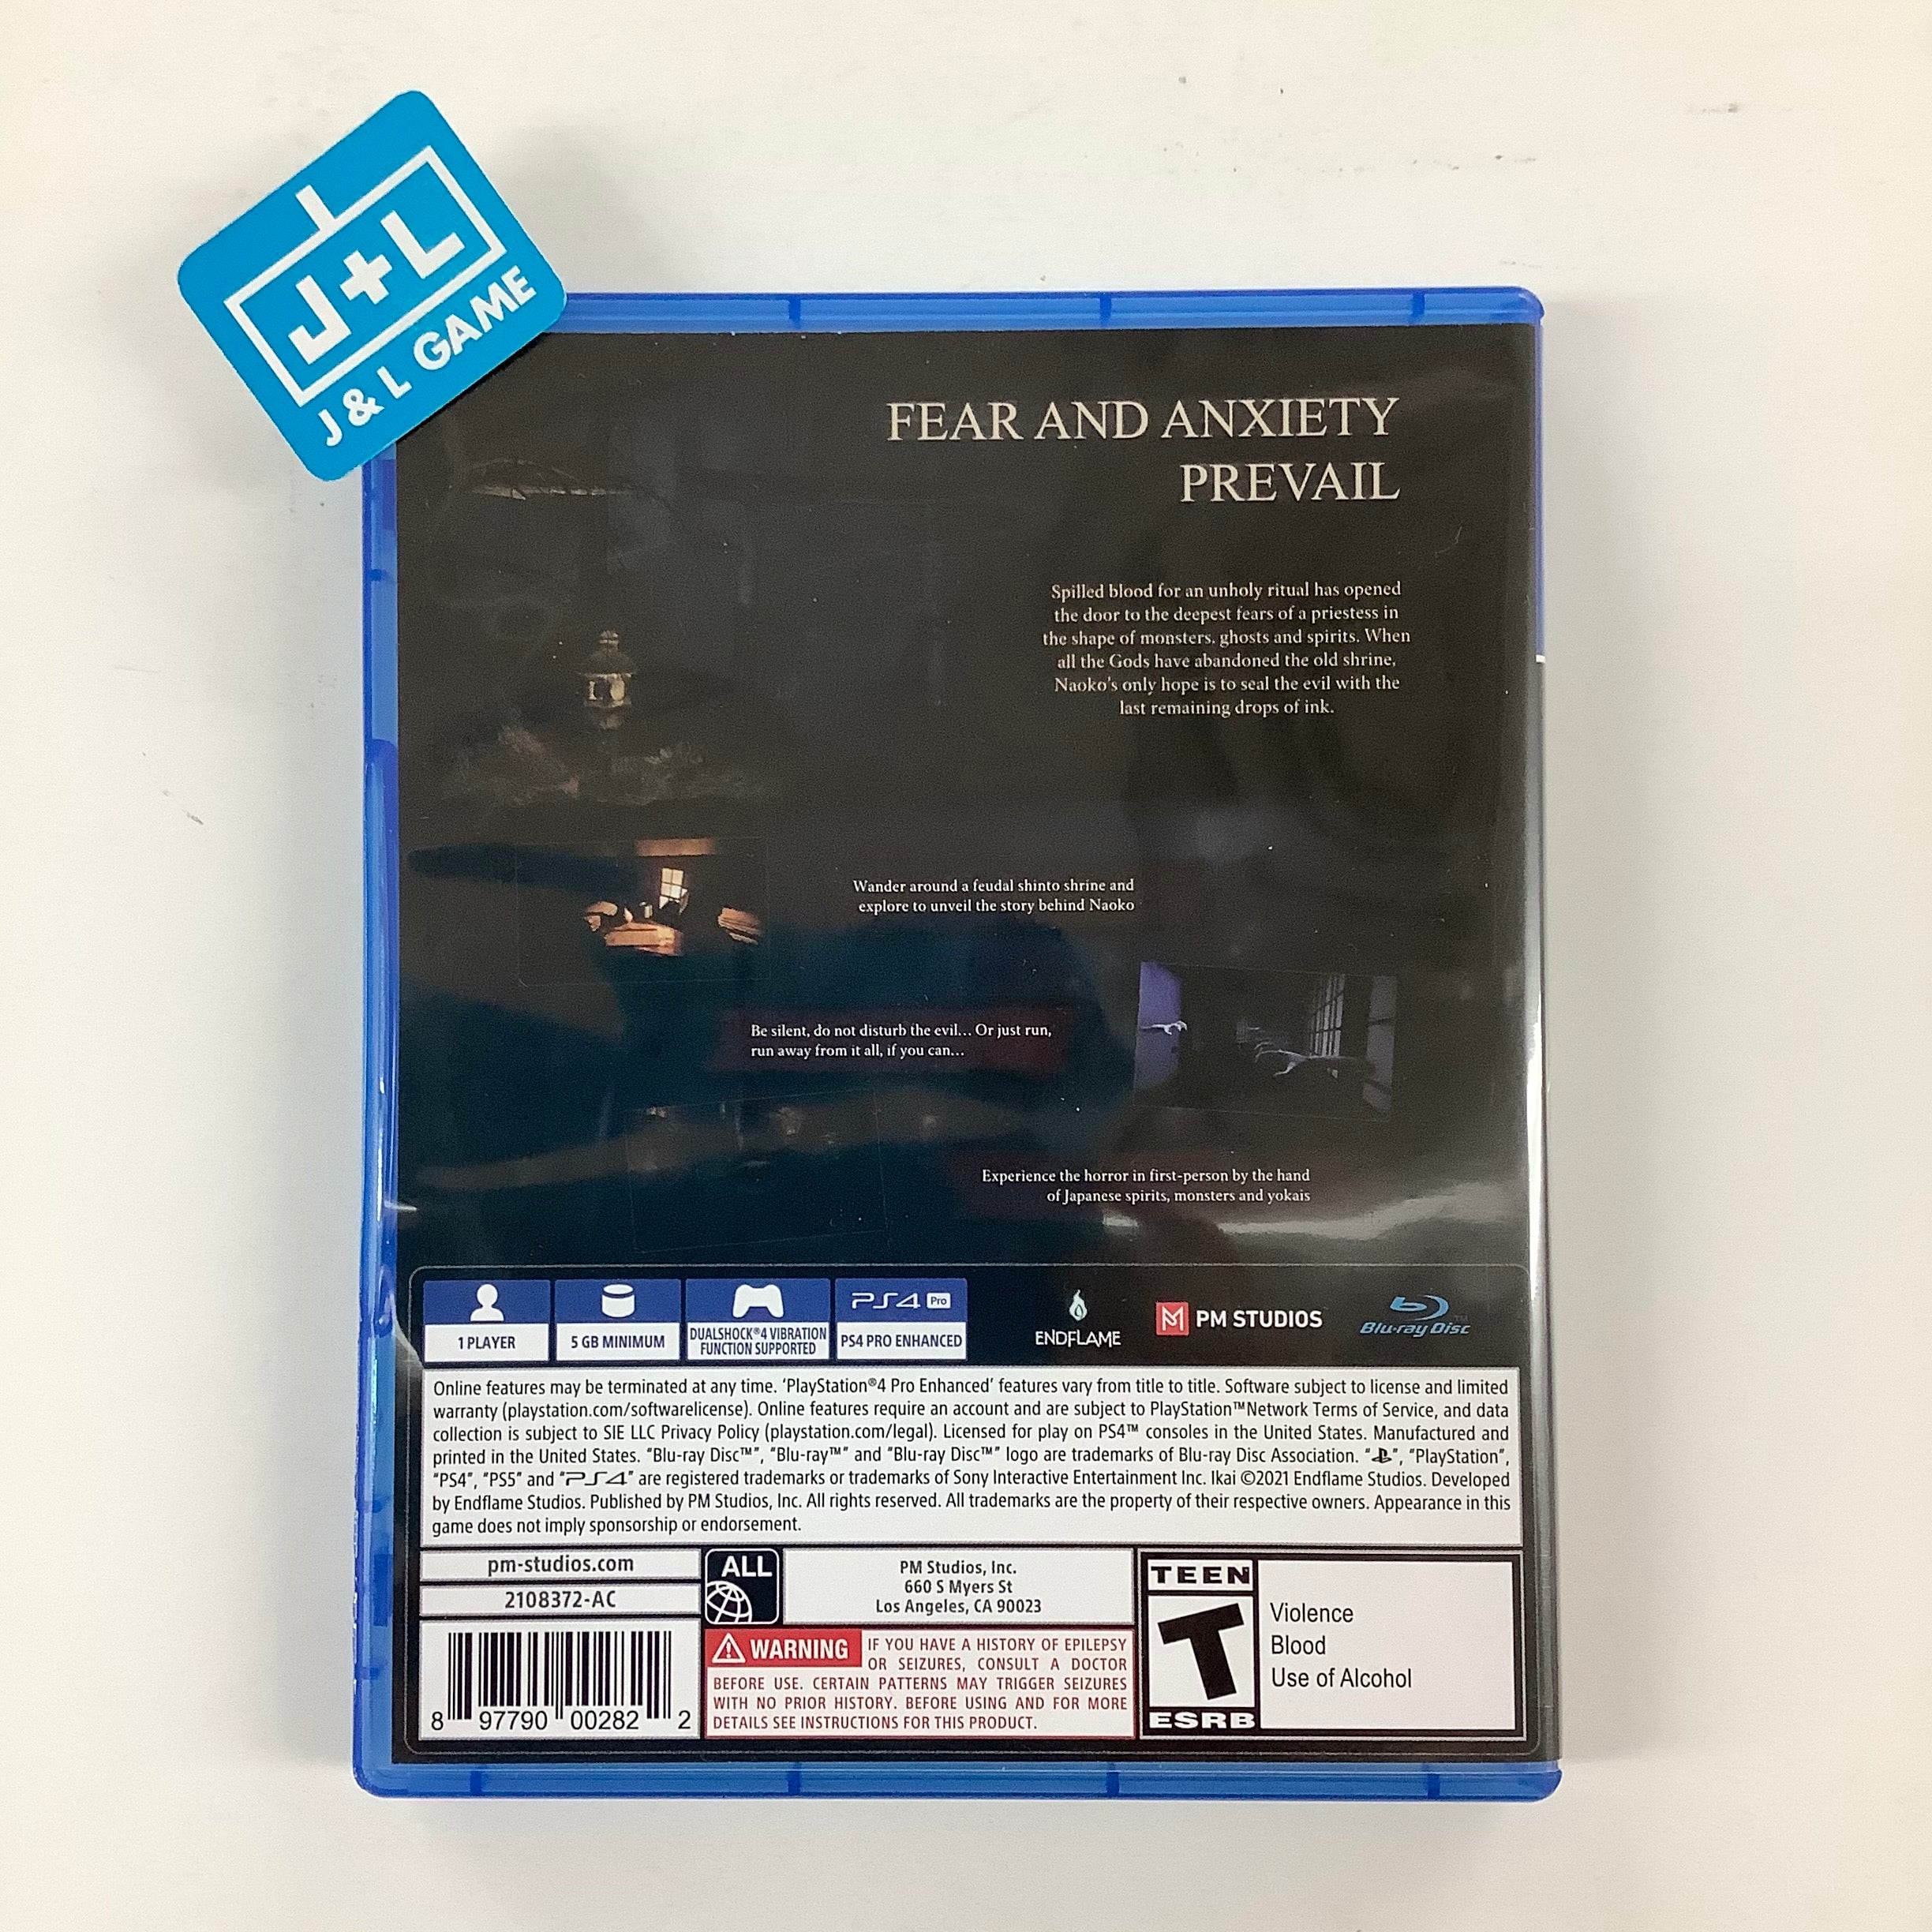 J+L
J & L GAME
FEAR AND ANXIETY
PREVAIL
Spilled blood for an unholy ritual has opened
the door to the deepest fears of a priestess in
the shape of monsters, ghosts and spirits. When
all the Gods have abandoned the old shrine,
Naoko's only hope is to seal the evil with the
last remaining drops of ink.
Wander around a feudal shinto shrine and
explore to unveil the story behind Naoko
Be silent, do not disturb the evil... Or just run,
run away from it all, if you can...
Experience the horror in first-person by the hand
of Japanese spirits, monsters and yokais
1 PLAYER
5 GB MINIMUM
DUALSHOCK®4 VIBRATION
FUNCTION SUPPORTED
PS4 Pro
PS4 PRO ENHANCED
ENDFLAME
PM STUDIOS
Blu-ray Disc™
Online features may be terminated at any time. 'PlayStation®4 Pro Enhanced' features vary from title to title. Software subject to license and limited
warranty (playstation.com/softwarelicense). Online features require an account and are subject to PlayStation™Network Terms of Service, and data
collection is subject to SIE LLC Privacy Policy (playstation.com/legal). Licensed for play on PS4™ consoles in the United States. Manufactured and
printed in the United States. "Blu-ray Disc™", "Blu-ray™" and "Blu-ray Disc™" logo are trademarks of Blu-ray Disc Association. "PS", "PlayStation",
"PS4", "PS5" and "PS4" are registered trademarks or trademarks of Sony Interactive Entertainment Inc. Ikai ©2021 Endflame Studios. Developed
by Endflame Studios. Published by PM Studios, Inc. All rights reserved. All trademarks are the property of their respective owners. Appearance in this
game does not imply sponsorship or endorsement.
pm-studios.com
2108372-AC
8 97790 00282 2
ALL
PM Studios, Inc.
660 S Myers St
Los Angeles, CA 90023
WARNING IF YOU HAVE A HISTORY OF EPILEPSY
OR SEIZURES, CONSULT A DOCTOR
BEFORE USE. CERTAIN PATTERNS MAY TRIGGER SEIZURES
WITH NO PRIOR HISTORY. BEFORE USING AND FOR MORE
DETAILS SEE INSTRUCTIONS FOR THIS PRODUCT.
TEEN
T
ESRB
Violence
Blood
Use of Alcohol